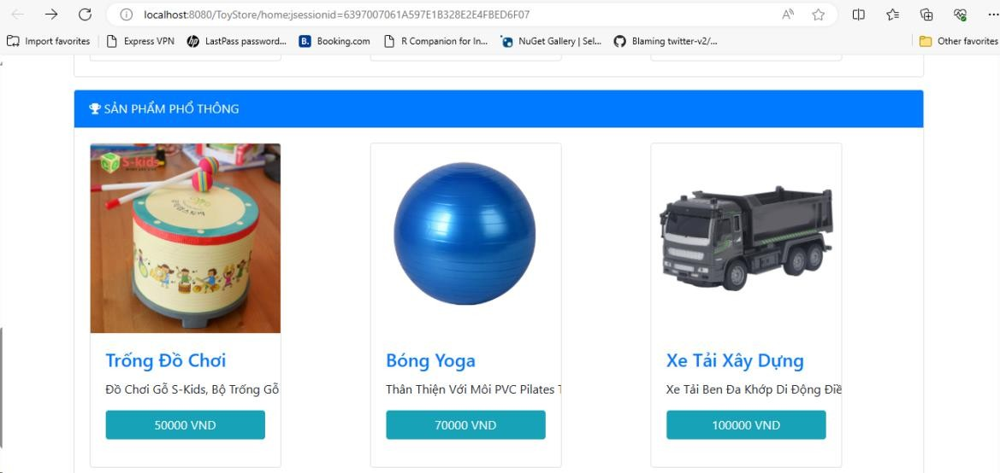 localhost:8080/ToyStore/home;jsessionid=6397007061A597E1B328E2E4FBED6F07
Import favorites
Express VPN
LastPass password...
Booking.com
R Companion for In...
NuGet Gallery | Sel...
Blaming twitter-v2/...
Other favorites
SẢN PHẨM PHỔ THÔNG
S-kids
Trống Đồ Chơi
Bóng Yoga
Xe Tải Xây Dựng
Đồ Chơi Gỗ S-Kids, Bộ Trống Gỗ
Thân Thiện Với Môi PVC Pilates T
Xe Tải Ben Đa Khớp Di Động Điề
50000 VND
70000 VND
100000 VND